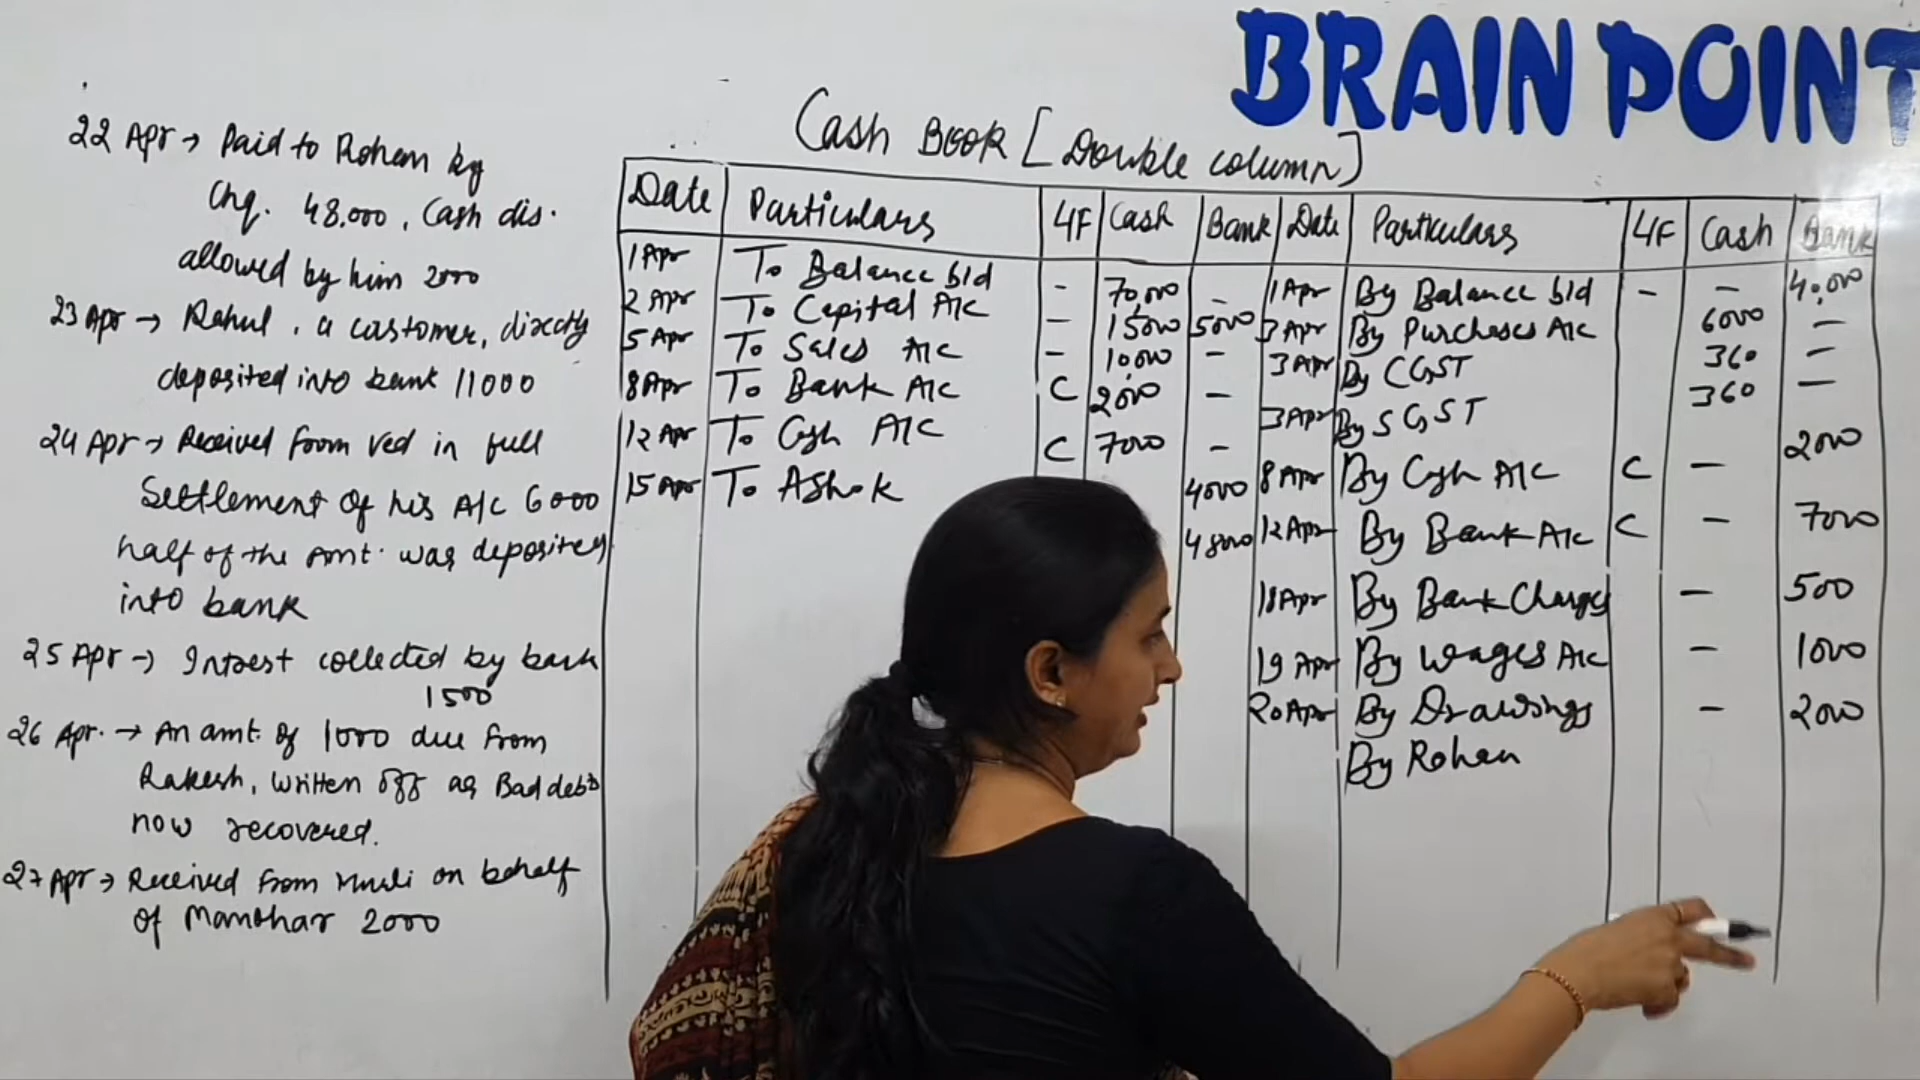 BRAIN POINT
Cash BOOK [Double column]
22 Apr → Paid to Rohan by
Chq. 48.000, Cash dis.
allowed by him 2000
23 Apr → Rahul, a customer, directly
deposited into bank 11000
24 Apr → Received from ved in full
Settlement of his A/c 6000
half of the amt. was deposited
into bank
25 Apr → Intrest collected by bank
1500
26 Apr. → An amt. of 1000 due from
Rakesh, written off as Bad debts
now recovered.
27 Apr → Received from Murli on behalf
of Manohar 2000
Date Particulars LF Cash Bank Date Particulars LF Cash Bank
1 Apr To Balance b/d - 70,000 - 1 Apr By Balance b/d - - 40,000
2 Apr To Capital A/c - 15000 5000 3 Apr By Purchases A/c 6000 -
5 Apr To Sales A/c - 10,000 - 3 Apr By CGST 360 -
8 Apr To Bank A/c C 2000 - 3 Apr By SGST 360 -
12 Apr To Cash A/c C 7000 - 8 Apr By Cash A/c C - 2000
15 Apr To Ashok 4000 12 Apr By Bank A/c C - 7000
48000 18 Apr By Bank Charges - 500
19 Apr By Wages A/c - 1000
20 Apr By Drawings - 2000
By Rohan